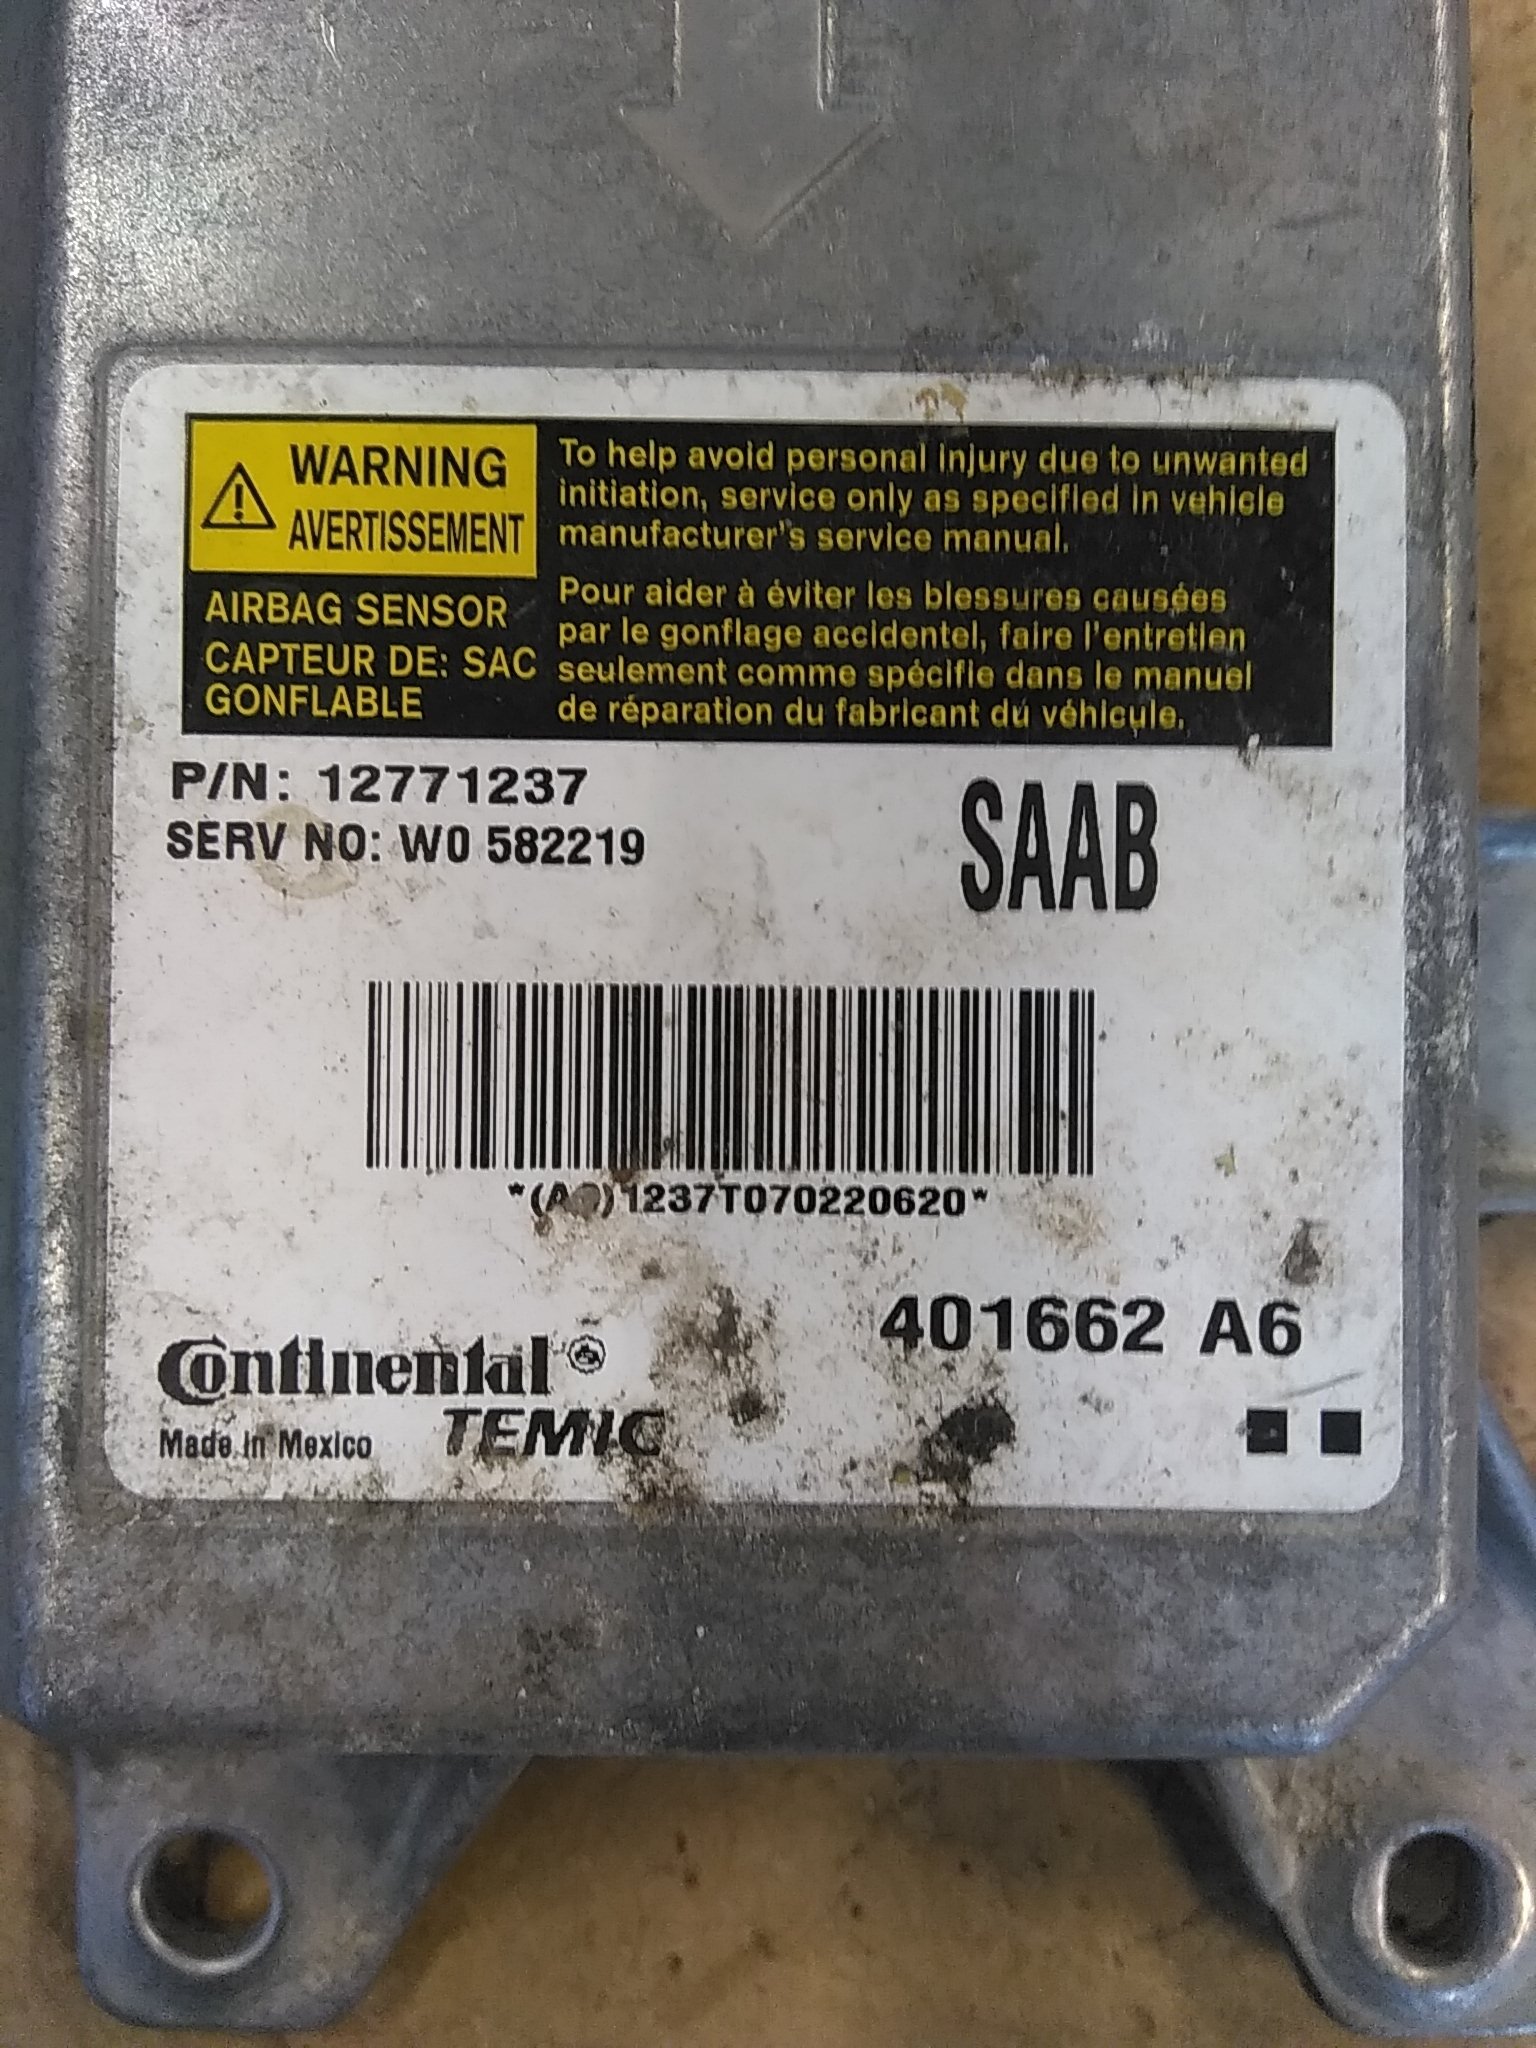 WARNING
AVERTISSEMENT
AIRBAG SENSOR
CAPTEUR DE: SAC
GONFLABLE
To help avoid personal injury due to unwanted
initiation, service only as specified in vehicle
manufacturer's service manual.
Pour aider à éviter les blessures causées
par le gonflage accidentel, faire l'entretien
seulement comme spécifie dans le manuel
de réparation du fabricant du véhicule.
P/N: 12771237
SERV NO: W0 582219
SAAB
1237T070220620*
401662 A6
Continental
TEMIC
Made in Mexico